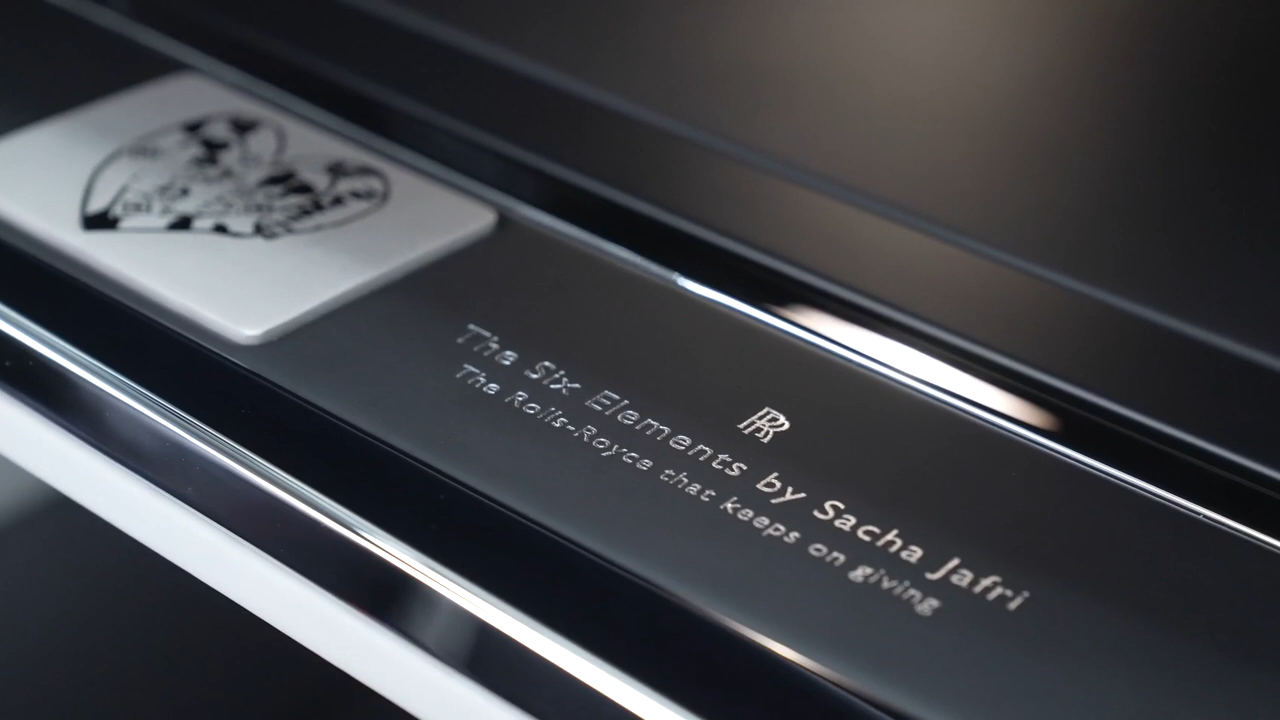 RR
The Six Elements by Sacha Jafri
The Rolls-Royce that keeps on giving